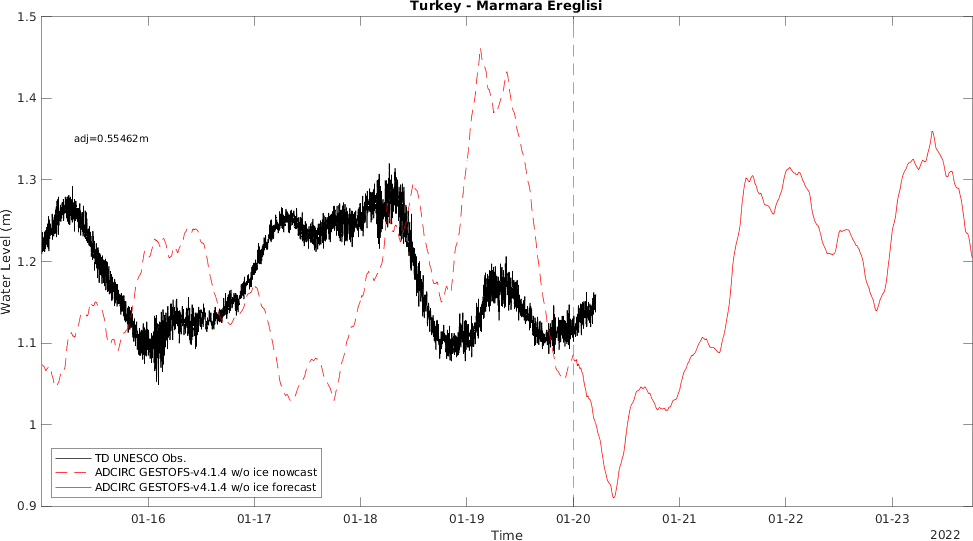 Turkey - Marmara Ereglisi
1.5
1.4
1.3
1.2
1.1
1
0.9
Water Level (m)
adj=0.55462m
TD UNESCO Obs.
ADCIRC GESTOFS-v4.1.4 w/o ice nowcast
ADCIRC GESTOFS-v4.1.4 w/o ice forecast
01-16 01-17 01-18 01-19 01-20 01-21 01-22 01-23
Time
2022